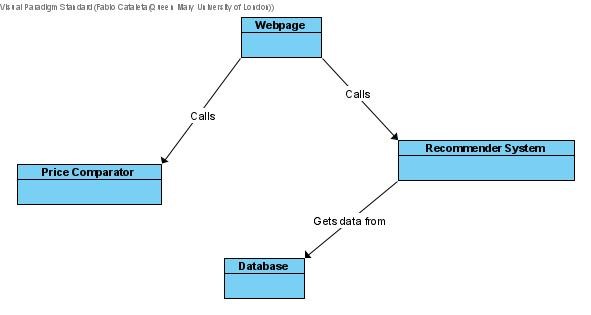 Visual Paradigm Standard (Fabio Cataleta(Queen Mary University of London))
Webpage
Calls
Calls
Recommender System
Price Comparator
Gets data from
Database